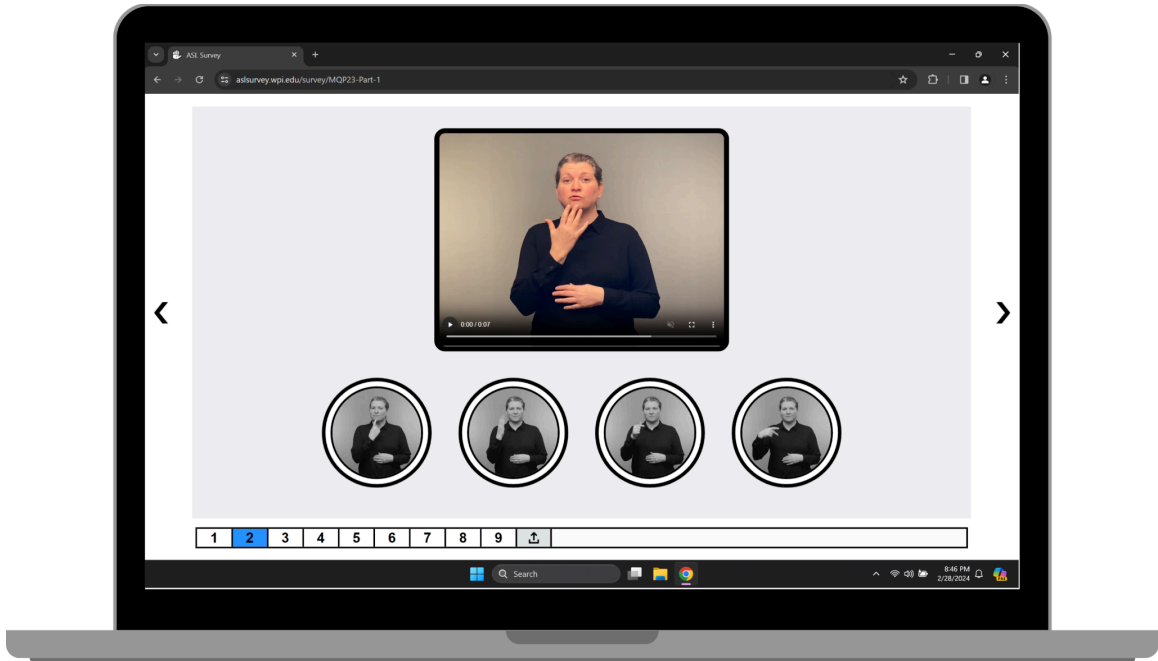 ASL Survey
aslsurvey.wpi.edu/survey/MQP23-Part-1
0:00 / 0:07
1 2 3 4 5 6 7 8 9
Search
8:46 PM
2/28/2024